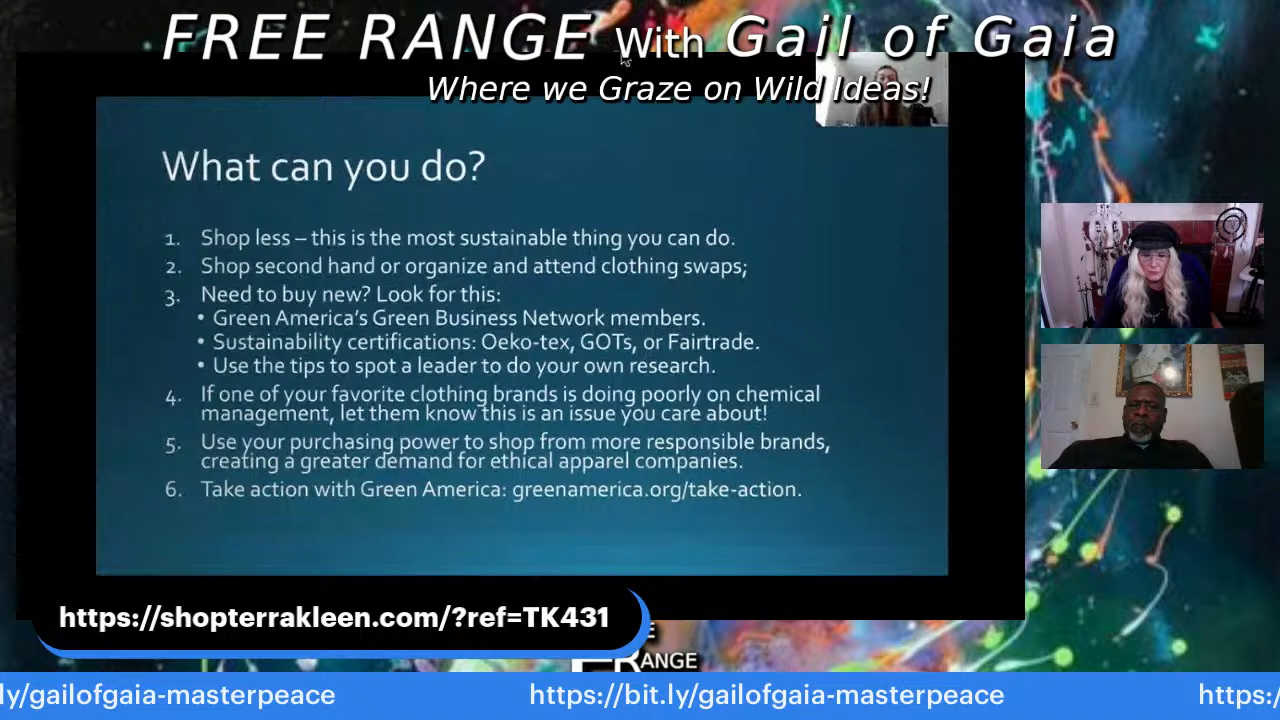 FREE RANGE With Gail of Gaia
Where we Graze on Wild Ideas!
What can you do?
1. Shop less – this is the most sustainable thing you can do.
2. Shop second hand or organize and attend clothing swaps;
3. Need to buy new? Look for this:
• Green America's Green Business Network members.
• Sustainability certifications: Oeko-tex, GOTs, or Fairtrade.
• Use the tips to spot a leader to do your own research.
4. If one of your favorite clothing brands is doing poorly on chemical
management, let them know this is an issue you care about!
5. Use your purchasing power to shop from more responsible brands,
creating a greater demand for ethical apparel companies.
6. Take action with Green America: greenamerica.org/take-action.
https://shopterrakleen.com/?ref=TK431
RANGE
ly/gailofgaia-masterpeace https://bit.ly/gailofgaia-masterpeace https:/